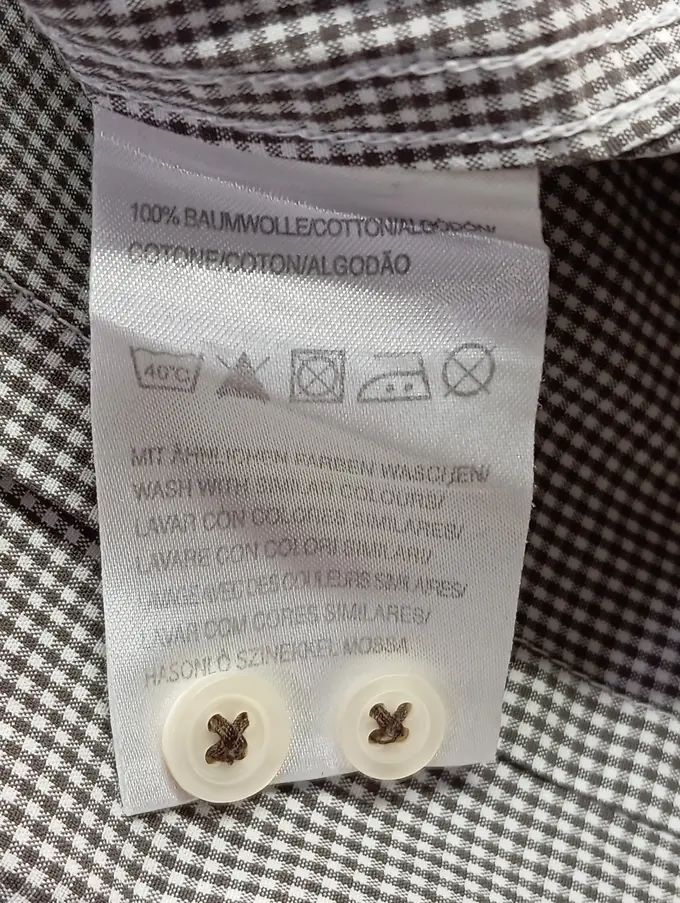 100% BAUMWOLLE/COTTON/ALGODÓN/
COTONE/COTON/ALGODÃO
40°C
MIT ÄHNLICHEN FARBEN WASCHEN/
WASH WITH SIMILAR COLOURS/
LAVAR CON COLORES SIMILARES/
LAVARE CON COLORI SIMILARI/
LAVAGE AVEC DES COULEURS SIMILAIRES/
LAVAR COM CORES SIMILARES/
HASONLÓ SZINEKKEL MOSSA